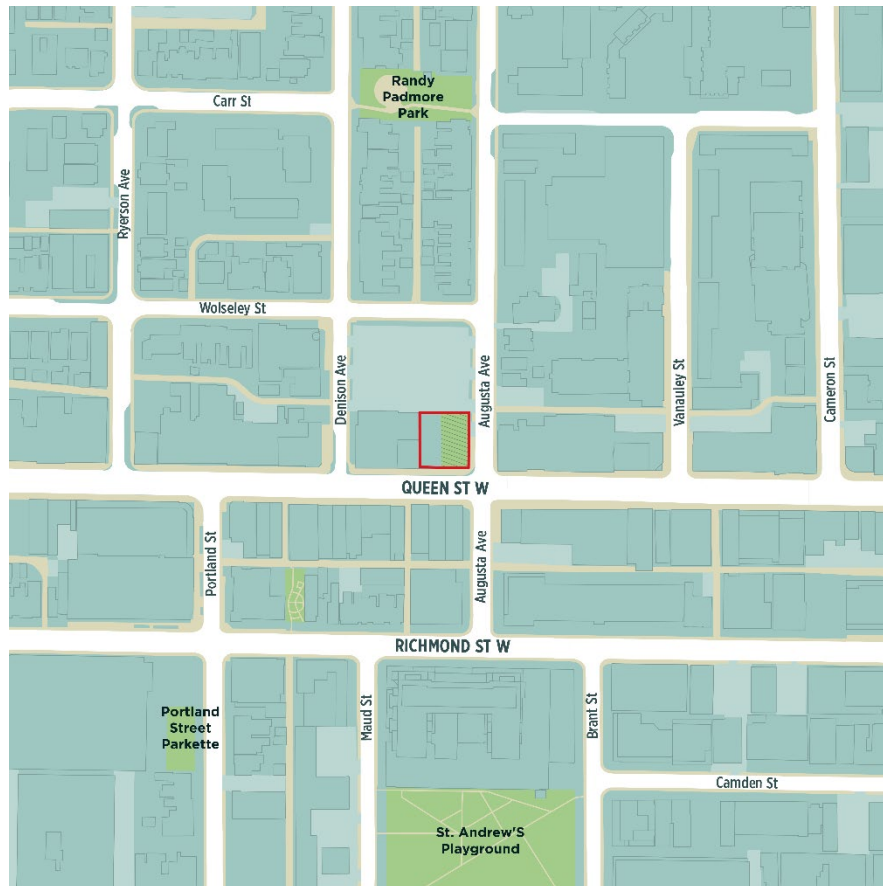 Randy
Padmore
Park
Carr St
Ryerson Ave
Wolseley St
Denison Ave
Augusta Ave
Vanauley St
Cameron St
QUEEN ST W
Portland St
Augusta Ave
RICHMOND ST W
Portland
Street
Parkette
Maud St
Brant St
Camden St
St. Andrew'S
Playground